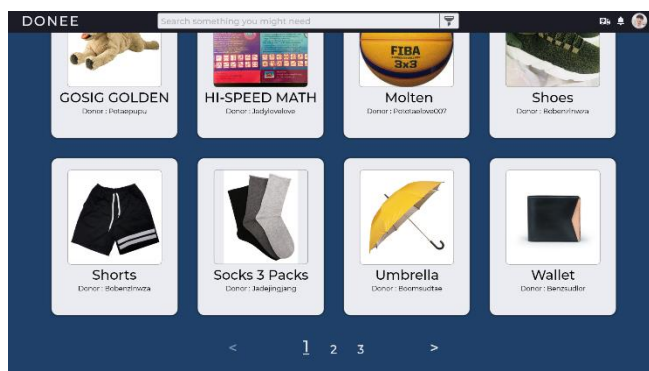 DONEE
Search something you might need
FIBA
3x3
GOSIG GOLDEN
Donor : Potaepupu
HI-SPEED MATH
Donor : Jadylovelove
Molten
Donor : Pototaelove007
Shoes
Donor : Bobenzinwza
Shorts
Donor : Bobenzinwza
Socks 3 Packs
Donor : Jadejingjang
Umbrella
Donor : Boomsudtae
Wallet
Donor : Benzsudlor
< 1 2 3 >